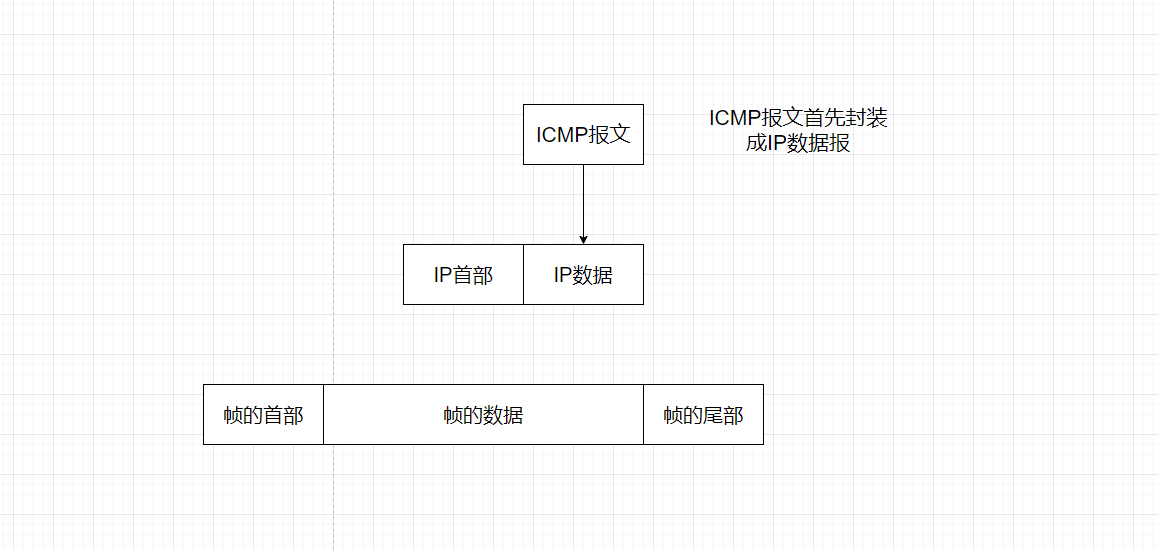 ICMP报文
ICMP报文首先封装
成IP数据报
IP首部
IP数据
帧的首部
帧的数据
帧的尾部